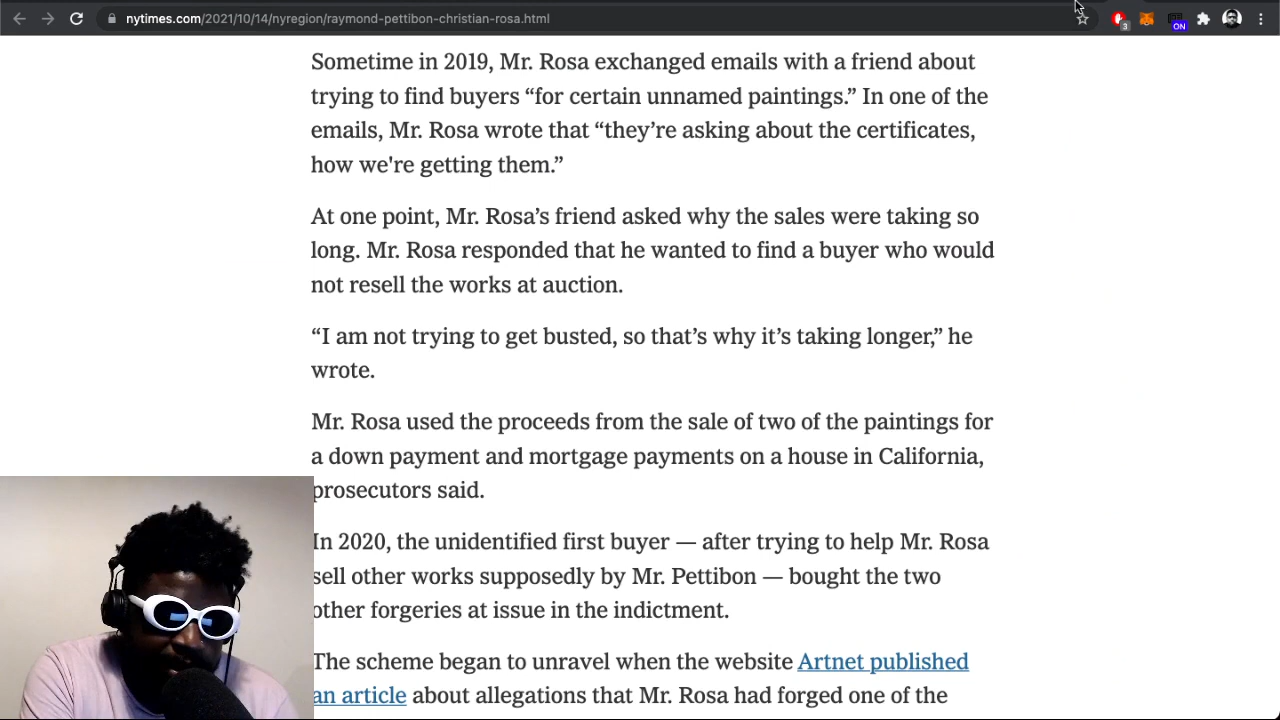 nytimes.com/2021/10/14/nyregion/raymond-pettibon-christian-rosa.html
3
ON
Sometime in 2019, Mr. Rosa exchanged emails with a friend about
trying to find buyers “for certain unnamed paintings.” In one of the
emails, Mr. Rosa wrote that “they’re asking about the certificates,
how we're getting them.”
At one point, Mr. Rosa’s friend asked why the sales were taking so
long. Mr. Rosa responded that he wanted to find a buyer who would
not resell the works at auction.
“I am not trying to get busted, so that’s why it’s taking longer,” he
wrote.
Mr. Rosa used the proceeds from the sale of two of the paintings for
a down payment and mortgage payments on a house in California,
prosecutors said.
In 2020, the unidentified first buyer — after trying to help Mr. Rosa
sell other works supposedly by Mr. Pettibon — bought the two
other forgeries at issue in the indictment.
The scheme began to unravel when the website Artnet published
an article about allegations that Mr. Rosa had forged one of the